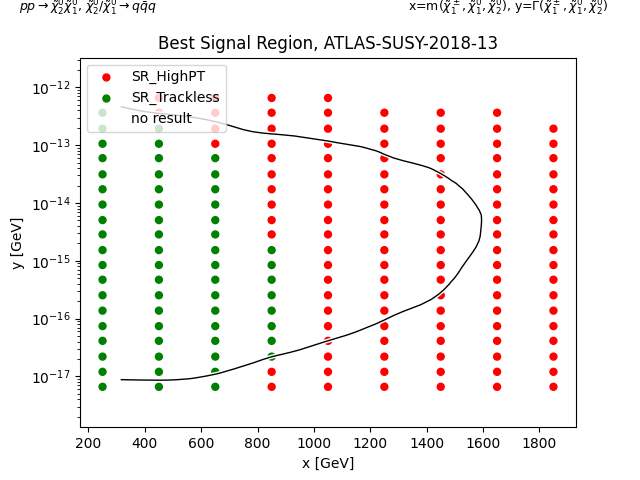 pp → χ̃₂⁰χ̃₁⁰, χ̃₂⁰/χ̃₁⁰ → qq̄q x=m(χ̃₁±, χ̃₁⁰, χ̃₂⁰), y=Γ(χ̃₁±, χ̃₁⁰, χ̃₂⁰)
Best Signal Region, ATLAS-SUSY-2018-13
SR_HighPT
SR_Trackless
no result
10⁻¹²
10⁻¹³
10⁻¹⁴
10⁻¹⁵
10⁻¹⁶
10⁻¹⁷
y [GeV]
200 400 600 800 1000 1200 1400 1600 1800
x [GeV]